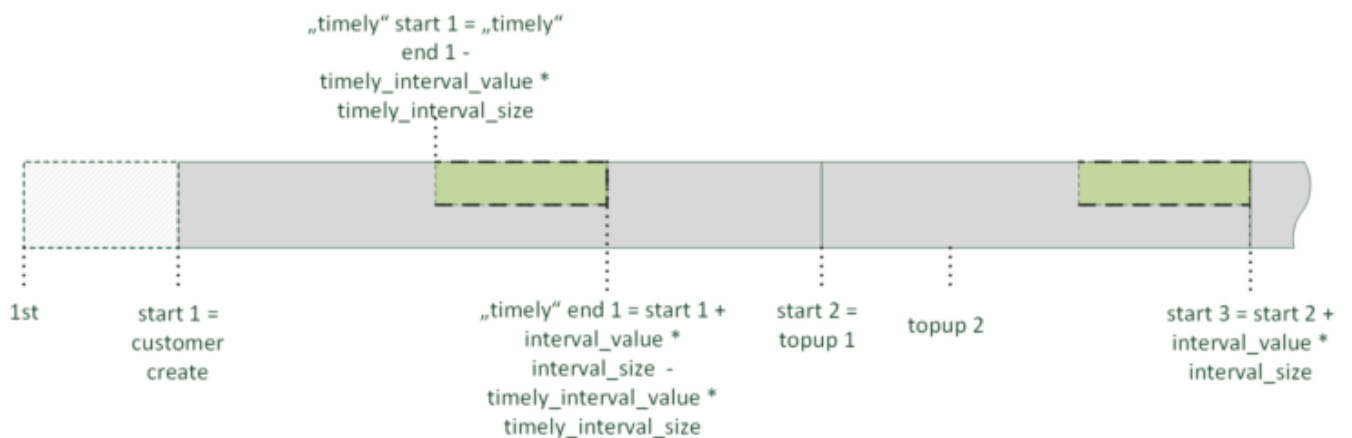 „timely“ start 1 = „timely“
end 1 -
timely_interval_value *
timely_interval_size
1st
start 1 =
customer
create
„timely“ end 1 = start 1 +
interval_value *
interval_size -
timely_interval_value *
timely_interval_size
start 2 =
topup 1
topup 2
start 3 = start 2 +
interval_value *
interval_size